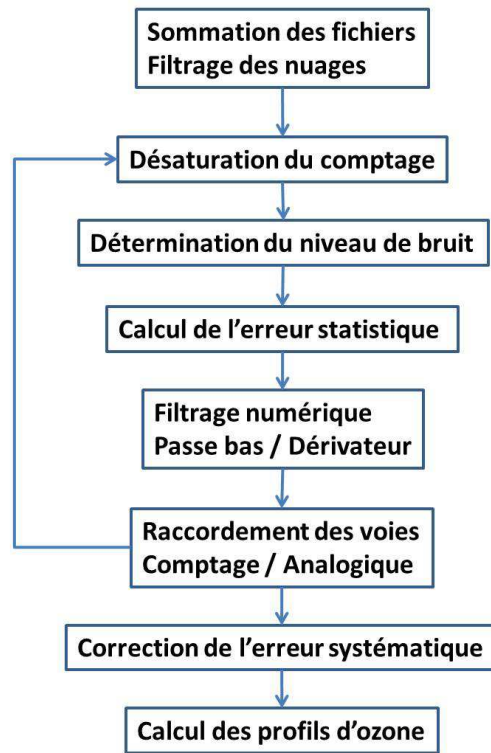 Sommation des fichiers
Filtrage des nuages
Désaturation du comptage
Détermination du niveau de bruit
Calcul de l’erreur statistique
Filtrage numérique
Passe bas / Dérivateur
Raccordement des voies
Comptage / Analogique
Correction de l’erreur systématique
Calcul des profils d’ozone